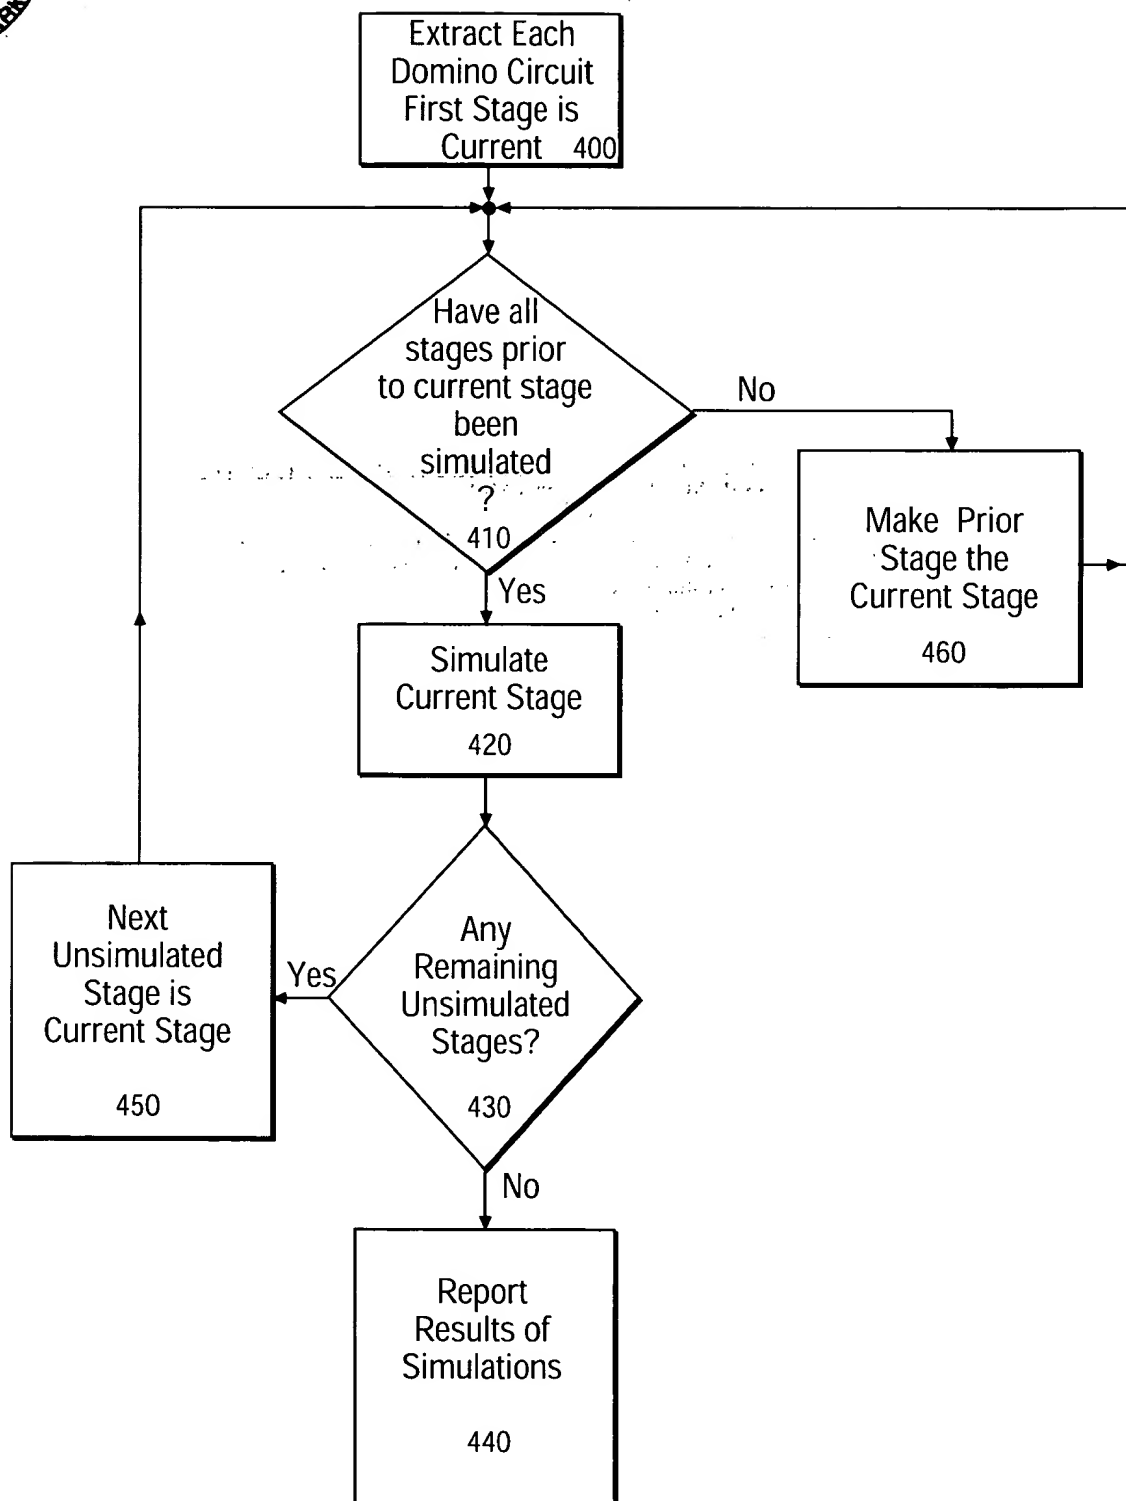 Extract Each
Domino Circuit
First Stage is
Current 400
Have all
stages prior
to current stage
been
simulated
?
410
No
Make Prior
Stage the
Current Stage
460
Yes
Simulate
Current Stage
420
Any
Remaining
Unsimulated
Stages?
430
Yes
Next
Unsimulated
Stage is
Current Stage
450
No
Report
Results of
Simulations
440